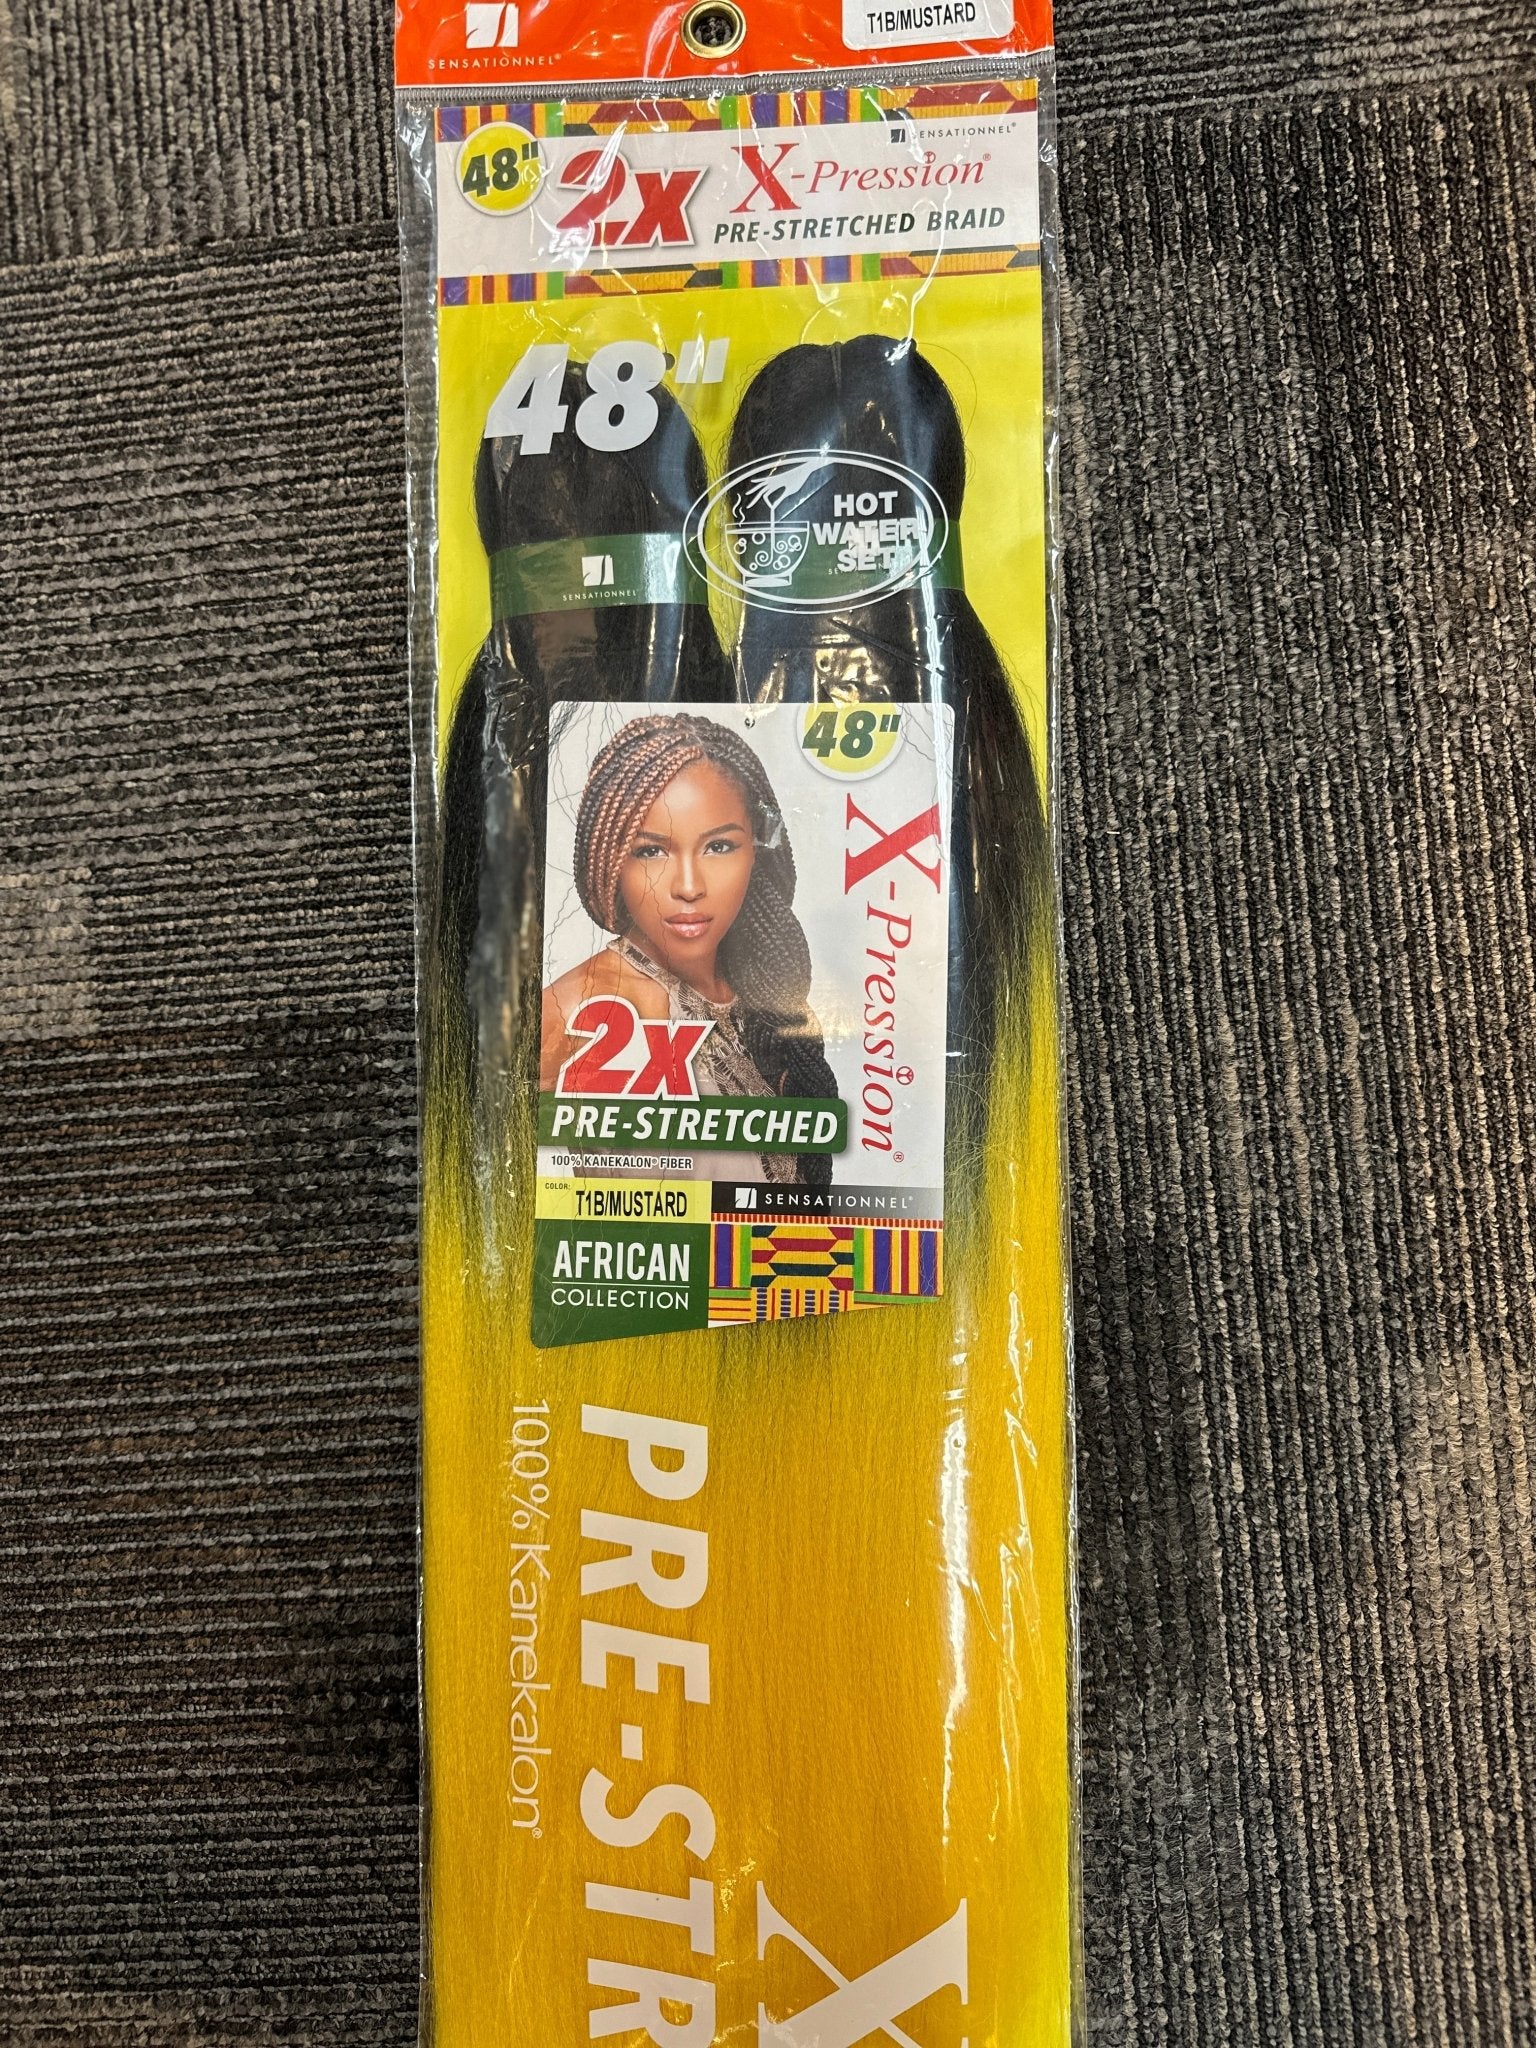 SENSATIONNEL®
T1B/MUSTARD
SENSATIONNEL®
48"
2X
X-Pression®
PRE-STRETCHED BRAID
48"
HOT
WATER
SET
SENSATIONNEL
48"
X-Pression®
2X
PRE-STRETCHED
100% KANEKALON® FIBER
COLOR:
T1B/MUSTARD
SENSATIONNEL®
AFRICAN
COLLECTION
100% Kanekalon®
PRE-STR
X